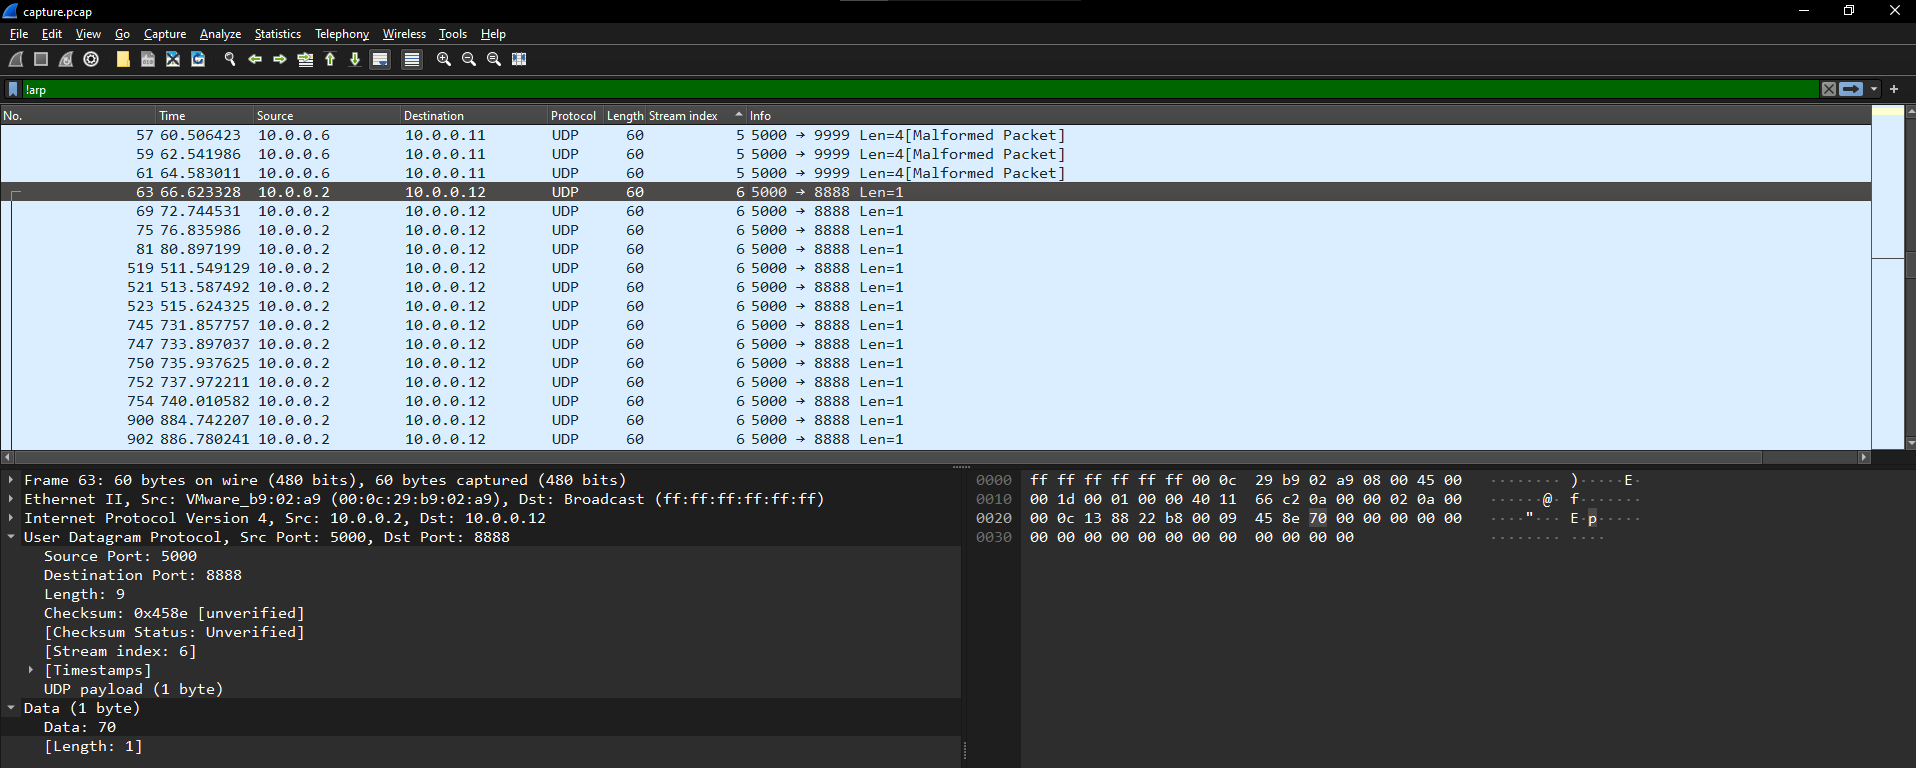 capture.pcap
File Edit View Go Capture Analyze Statistics Telephony Wireless Tools Help
!arp
No. Time Source Destination Protocol Length Stream index Info
57 60.506423 10.0.0.6 10.0.0.11 UDP 60 5 5000 → 9999 Len=4[Malformed Packet]
59 62.541986 10.0.0.6 10.0.0.11 UDP 60 5 5000 → 9999 Len=4[Malformed Packet]
61 64.583011 10.0.0.6 10.0.0.11 UDP 60 5 5000 → 9999 Len=4[Malformed Packet]
63 66.623328 10.0.0.2 10.0.0.12 UDP 60 6 5000 → 8888 Len=1
69 72.744531 10.0.0.2 10.0.0.12 UDP 60 6 5000 → 8888 Len=1
75 76.835986 10.0.0.2 10.0.0.12 UDP 60 6 5000 → 8888 Len=1
81 80.897199 10.0.0.2 10.0.0.12 UDP 60 6 5000 → 8888 Len=1
519 511.549129 10.0.0.2 10.0.0.12 UDP 60 6 5000 → 8888 Len=1
521 513.587492 10.0.0.2 10.0.0.12 UDP 60 6 5000 → 8888 Len=1
523 515.624325 10.0.0.2 10.0.0.12 UDP 60 6 5000 → 8888 Len=1
745 731.857757 10.0.0.2 10.0.0.12 UDP 60 6 5000 → 8888 Len=1
747 733.897037 10.0.0.2 10.0.0.12 UDP 60 6 5000 → 8888 Len=1
750 735.937625 10.0.0.2 10.0.0.12 UDP 60 6 5000 → 8888 Len=1
752 737.972211 10.0.0.2 10.0.0.12 UDP 60 6 5000 → 8888 Len=1
754 740.010582 10.0.0.2 10.0.0.12 UDP 60 6 5000 → 8888 Len=1
900 884.742207 10.0.0.2 10.0.0.12 UDP 60 6 5000 → 8888 Len=1
902 886.780241 10.0.0.2 10.0.0.12 UDP 60 6 5000 → 8888 Len=1
Frame 63: 60 bytes on wire (480 bits), 60 bytes captured (480 bits)
Ethernet II, Src: VMware_b9:02:a9 (00:0c:29:b9:02:a9), Dst: Broadcast (ff:ff:ff:ff:ff:ff)
Internet Protocol Version 4, Src: 10.0.0.2, Dst: 10.0.0.12
User Datagram Protocol, Src Port: 5000, Dst Port: 8888
Source Port: 5000
Destination Port: 8888
Length: 9
Checksum: 0x458e [unverified]
[Checksum Status: Unverified]
[Stream index: 6]
[Timestamps]
UDP payload (1 byte)
Data (1 byte)
Data: 70
[Length: 1]
0000 ff ff ff ff ff ff 00 0c 29 b9 02 a9 08 00 45 00 ········ )·····E·
0010 00 1d 00 01 00 00 40 11 66 c2 0a 00 00 02 0a 00 ······@· f·······
0020 00 0c 13 88 22 b8 00 09 45 8e 70 00 00 00 00 00 ····"··· E·p·····
0030 00 00 00 00 00 00 00 00 00 00 00 00 ········ ····